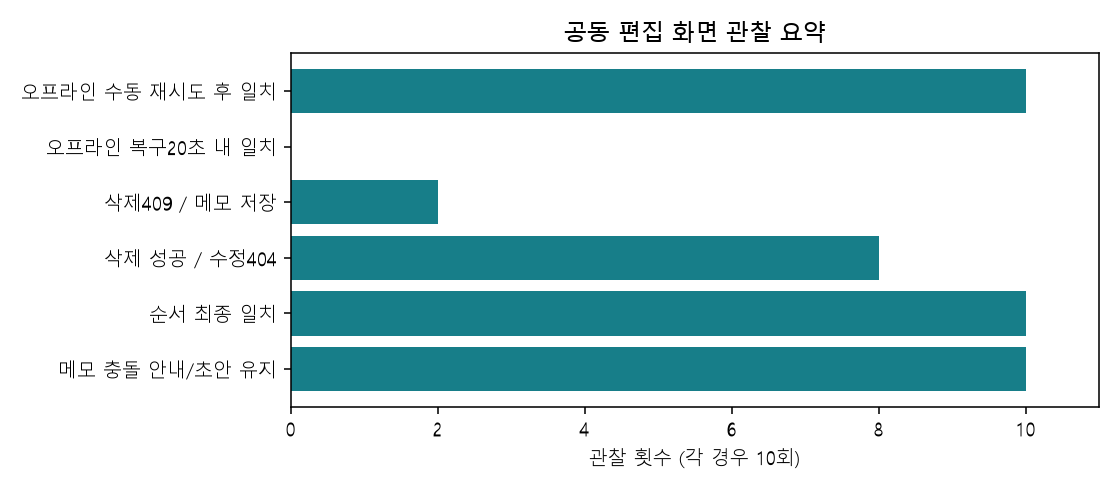 공동 편집 화면 관찰 요약
오프라인 수동 재시도 후 일치
오프라인 복구20초 내 일치
삭제409 / 메모 저장
삭제 성공 / 수정404
순서 최종 일치
메모 충돌 안내/초안 유지
0 2 4 6 8 10
관찰 횟수 (각 경우 10회)